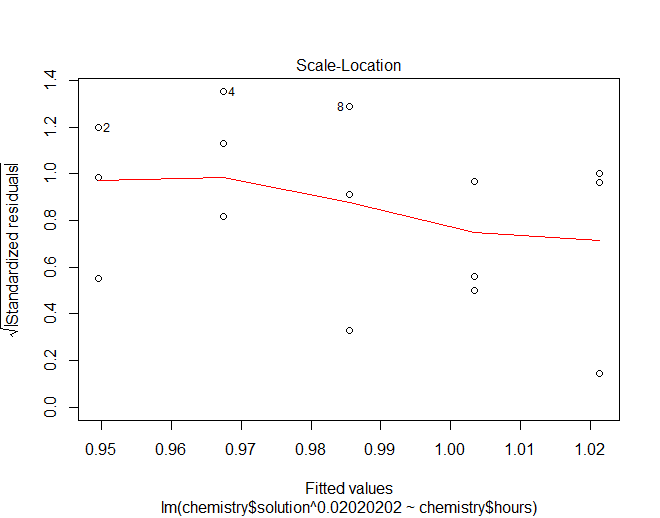 Scale-Location
1.4
1.2
1.0
0.8
0.6
0.4
0.2
0.0
√|Standardized residuals|
2
4
8
0.95 0.96 0.97 0.98 0.99 1.00 1.01 1.02
Fitted values
lm(chemistry$solution^0.02020202 ~ chemistry$hours)